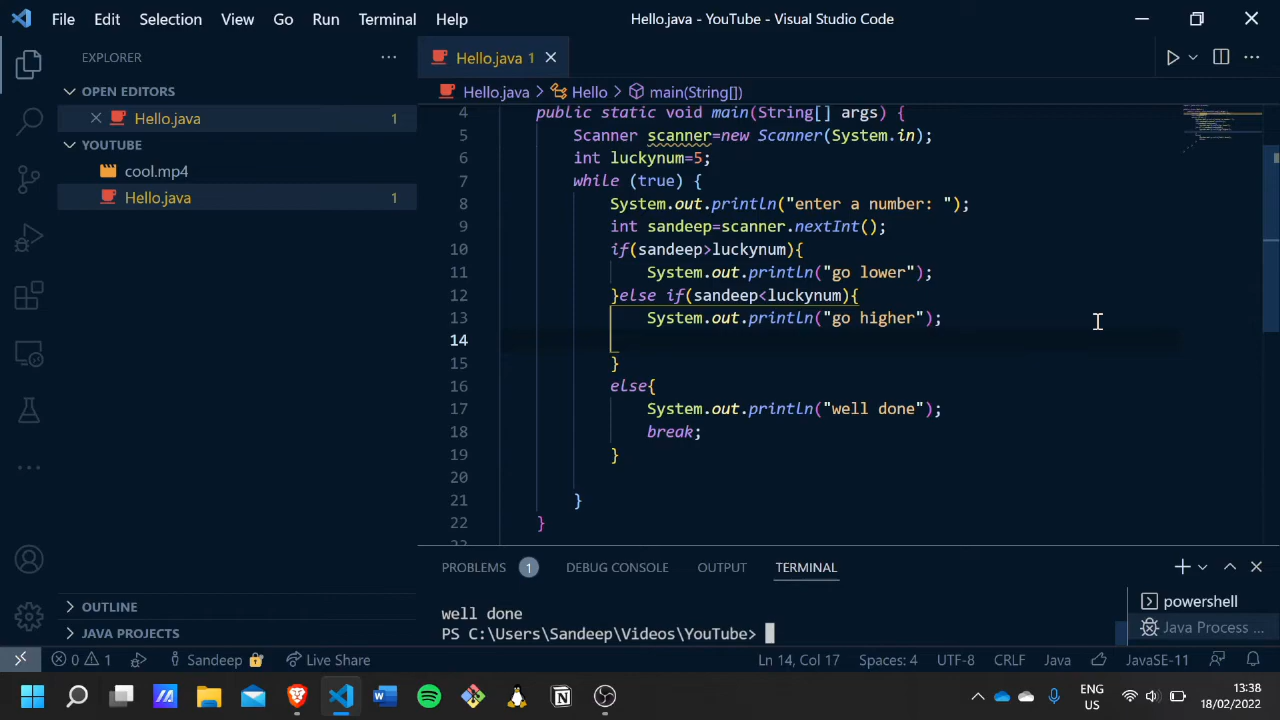 File Edit Selection View Go Run Terminal Help
Hello.java - YouTube - Visual Studio Code
EXPLORER
OPEN EDITORS
Hello.java 1
YOUTUBE
cool.mp4
Hello.java 1
OUTLINE
JAVA PROJECTS
Hello.java 1
Hello.java > Hello > main(String[])
4 public static void main(String[] args) {
5 Scanner scanner=new Scanner(System.in);
6 int luckynum=5;
7 while (true) {
8 System.out.println("enter a number: ");
9 int sandeep=scanner.nextInt();
10 if(sandeep>luckynum){
11 System.out.println("go lower");
12 }else if(sandeep<luckynum){
13 System.out.println("go higher");
14
15 }
16 else{
17 System.out.println("well done");
18 break;
19 }
20
21 }
22 }
PROBLEMS 1 DEBUG CONSOLE OUTPUT TERMINAL
well done
PS C:\Users\Sandeep\Videos\YouTube>
powershell
Java Process ...
0 1 Sandeep Live Share Ln 14, Col 17 Spaces: 4 UTF-8 CRLF Java JavaSE-11
ENG
US
13:38
18/02/2022